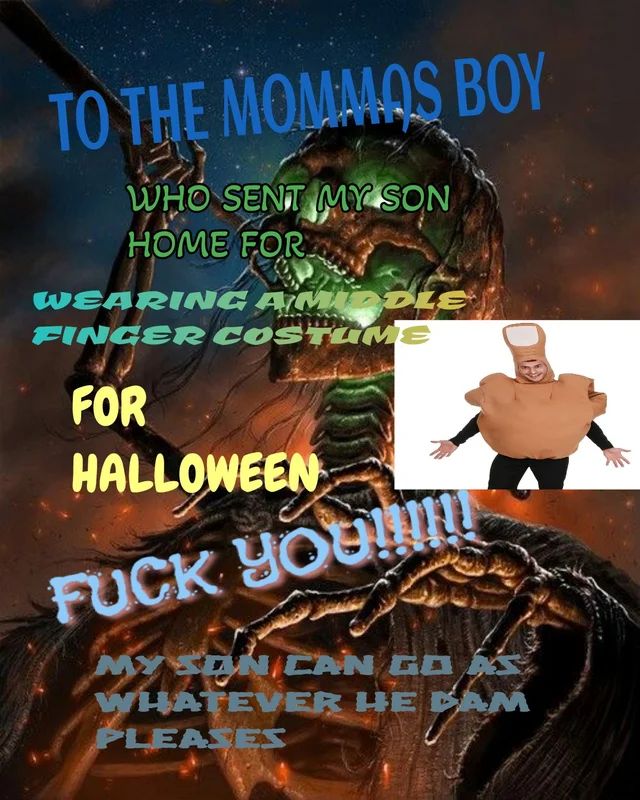 TO THE MOMMAS BOY
WHO SENT MY SON
HOME FOR
WEARING A MIDDLE
FINGER COSTUME
FOR
HALLOWEEN
FUCK YOU!!!!!!
MY SON CAN GO AS
WHATEVER HE DAM
PLEASES